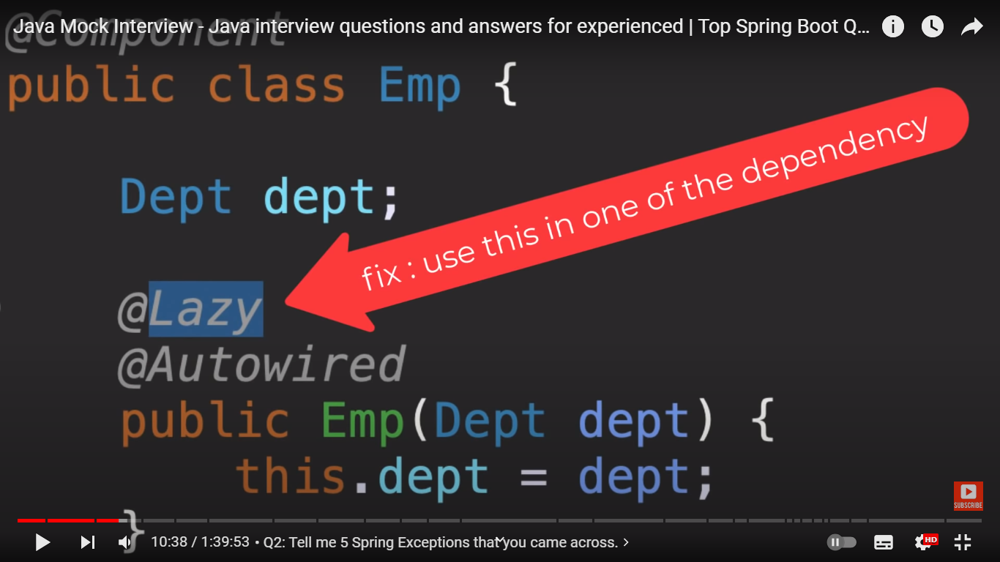 Java Mock Interview - Java interview questions and answers for experienced | Top Spring Boot Q...
@Component
public class Emp {
Dept dept;
fix : use this in one of the dependency
@Lazy
@Autowired
public Emp(Dept dept) {
this.dept = dept;
}
SUBSCRIBE
10:38 / 1:39:53 • Q2: Tell me 5 Spring Exceptions that you came across. >
HD